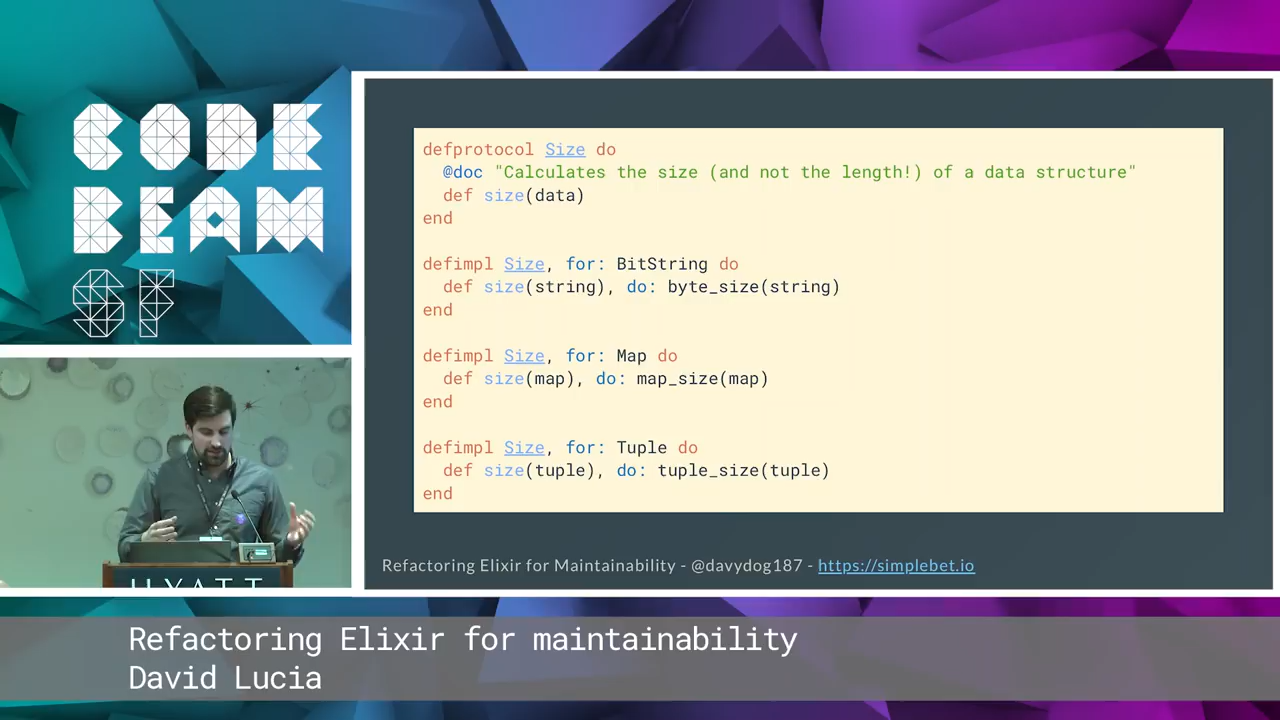 CODE
BEAM
SF
defprotocol Size do
  @doc "Calculates the size (and not the length!) of a data structure"
  def size(data)
end
defimpl Size, for: BitString do
  def size(string), do: byte_size(string)
end
defimpl Size, for: Map do
  def size(map), do: map_size(map)
end
defimpl Size, for: Tuple do
  def size(tuple), do: tuple_size(tuple)
end
Refactoring Elixir for Maintainability - @davydog187 - https://simplebet.io
HYATT
Refactoring Elixir for maintainability
David Lucia